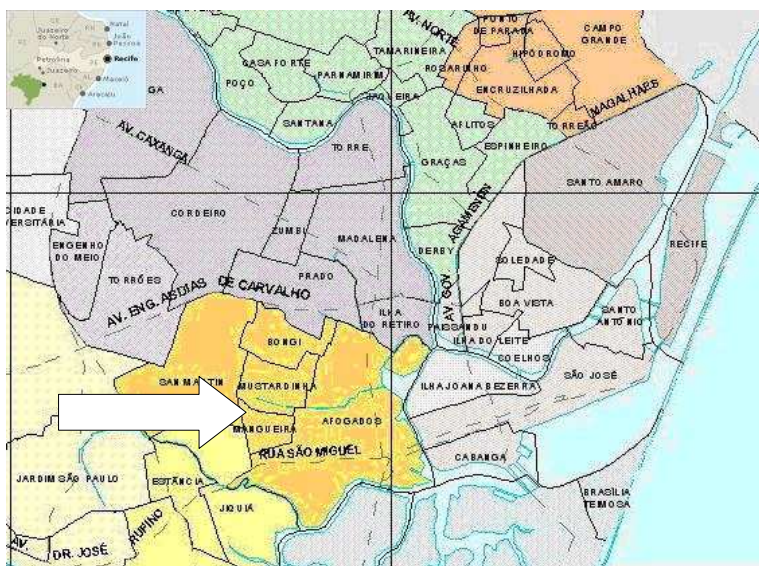 Natal
Juazeiro do Norte
João Pessoa
Petrolina
Recife
Juazeiro
Maceió
Aracaju
AV. NORTE
PONTO DE PARADA
CAMPO GRANDE
TAMARINEIRA
HIPÓDROMO
CASA FORTE
ROSARINHO
POÇO
PARNAMIRIM
ENCRUZILHADA
JAQUEIRA
MAGALHÃES
SANTANA
AFLITOS
TORREÃO
AV. CAXANGÁ
TORRE
ESPINHEIRO
GRAÇAS
SANTO AMARO
CIDADE
VERSITÁRIA
CORDEIRO
AGAMENON
ZUMBI
MADALENA
DERBY
RECIFE
ENGENHO DO MEIO
SOLEDADE
TORRÕES
PRADO
AV. ENG. ASDIAS DE CARVALHO
AV. GOV.
BOA VISTA
ILHA DO RETIRO
PAISSANDU
SANTO ANTÔNIO
ILHA DO LEITE
BONGI
COELHOS
SAN MARTIN
MUSTARDINHA
ILHA JOANA BEZERRA
SÃO JOSÉ
AFOGADOS
MANGUEIRA
RUA SÃO MIGUEL
CABANGA
JARDIM SÃO PAULO
ESTÂNCIA
BRASÍLIA TEIMOSA
JIQUIÁ
AV.
DR. JOSÉ
RUFINO